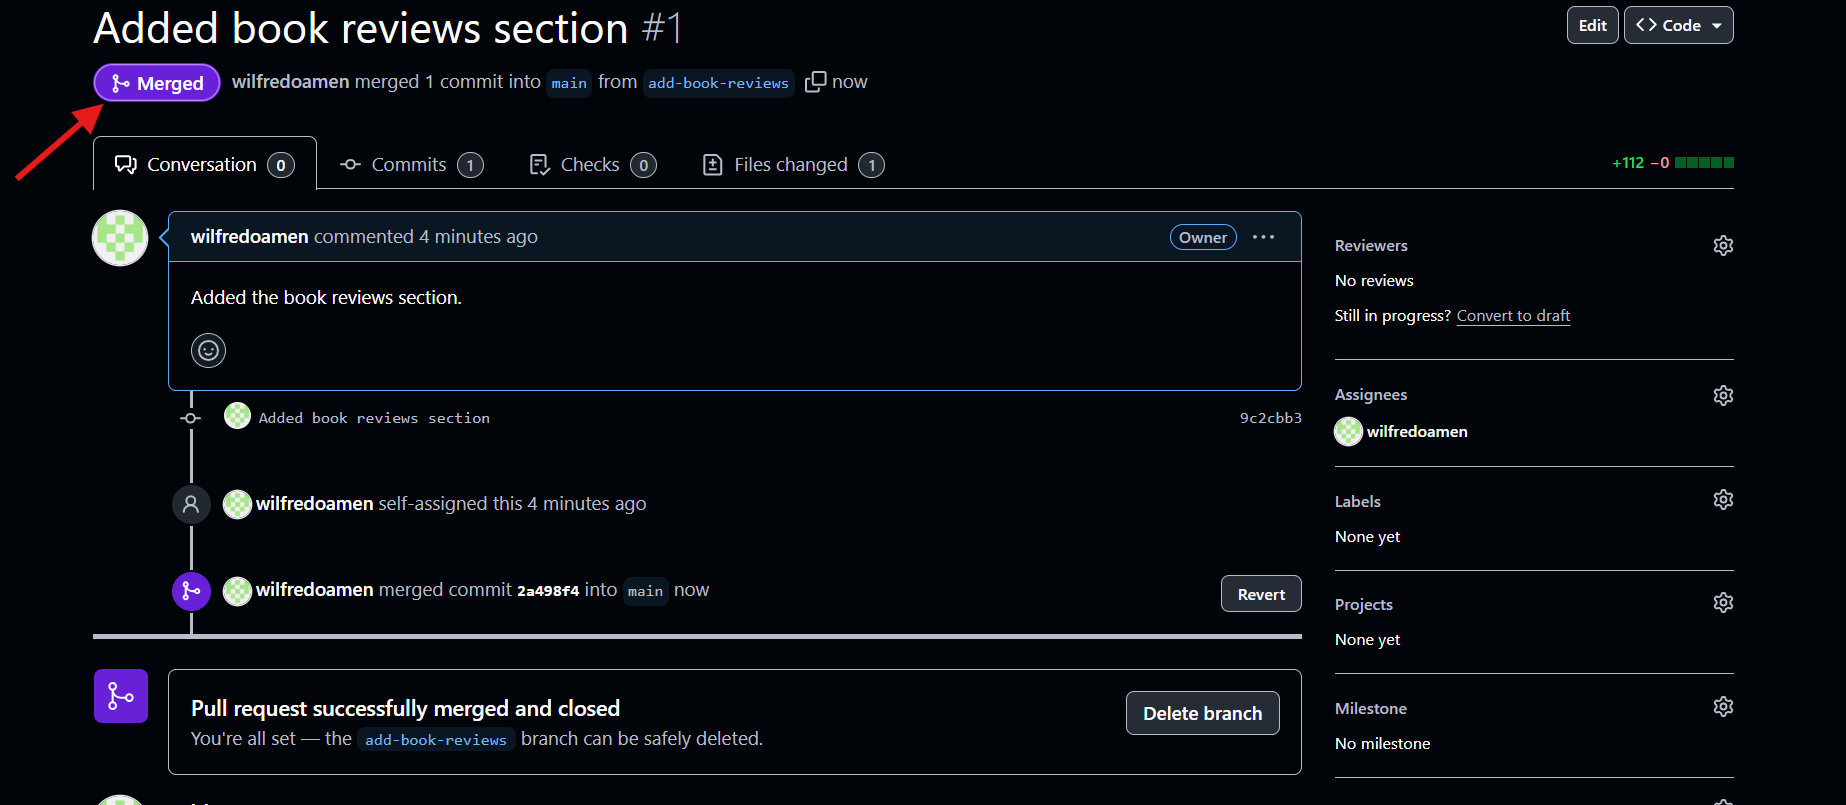 Added book reviews section #1
Edit
Code
Merged
wilfredoamen merged 1 commit into main from add-book-reviews now
Conversation 0
Commits 1
Checks 0
Files changed 1
+112 −0
wilfredoamen commented 4 minutes ago
Owner
Added the book reviews section.
Added book reviews section
9c2cbb3
wilfredoamen self-assigned this 4 minutes ago
wilfredoamen merged commit 2a498f4 into main now
Revert
Pull request successfully merged and closed
You're all set — the add-book-reviews branch can be safely deleted.
Delete branch
Reviewers
No reviews
Still in progress? Convert to draft
Assignees
wilfredoamen
Labels
None yet
Projects
None yet
Milestone
No milestone